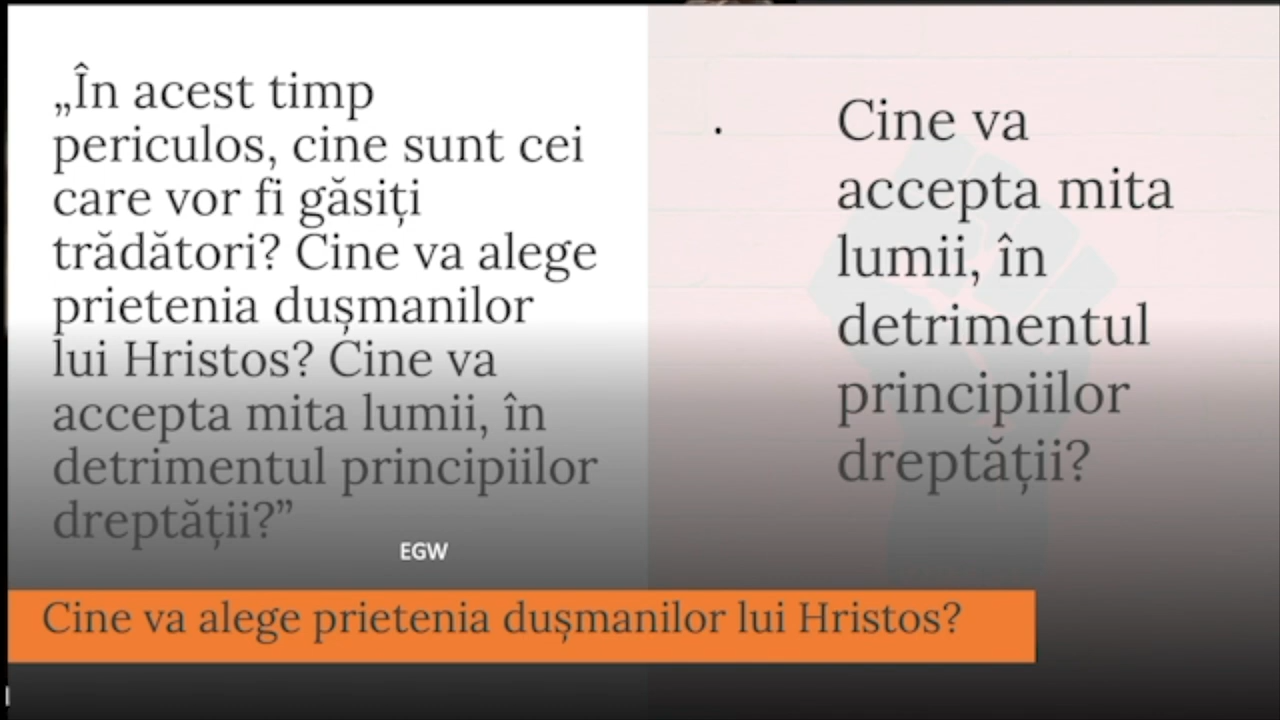 „În acest timp
periculos, cine sunt cei
care vor fi găsiți
trădători? Cine va alege
prietenia dușmanilor
lui Hristos? Cine va
accepta mita lumii, în
detrimentul principiilor
dreptății?”
EGW
Cine va
accepta mita
lumii, în
detrimentul
principiilor
dreptății?
Cine va alege prietenia dușmanilor lui Hristos?